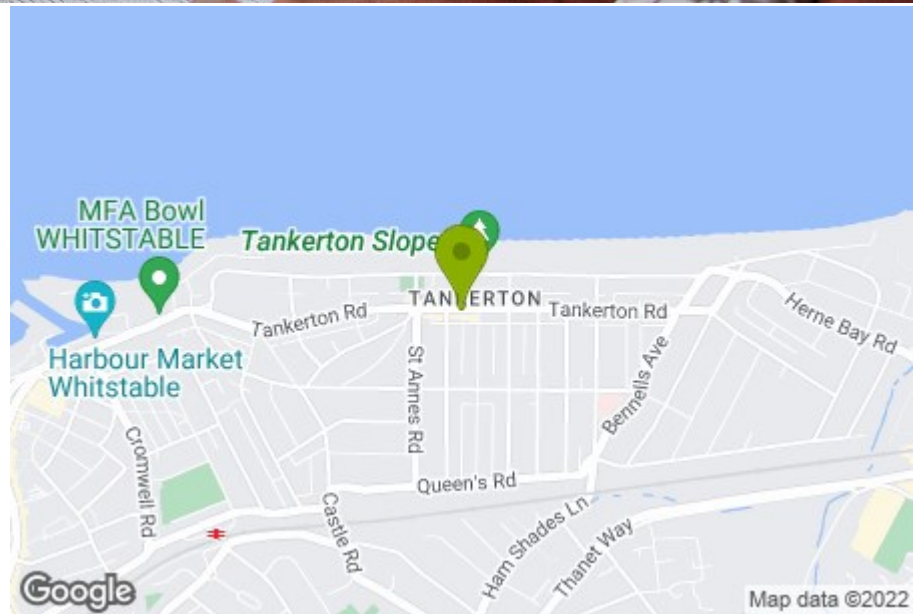 MFA Bowl
WHITSTABLE
Tankerton Slope
TANKERTON
Tankerton Rd
Tankerton Rd
Herne Bay Rd
Harbour Market
Whitstable
St Annes Rd
Bennells Ave
Cromwell Rd
Queen's Rd
Castle Rd
Ham Shades Ln
Thanet Way
Google
Map data ©2022